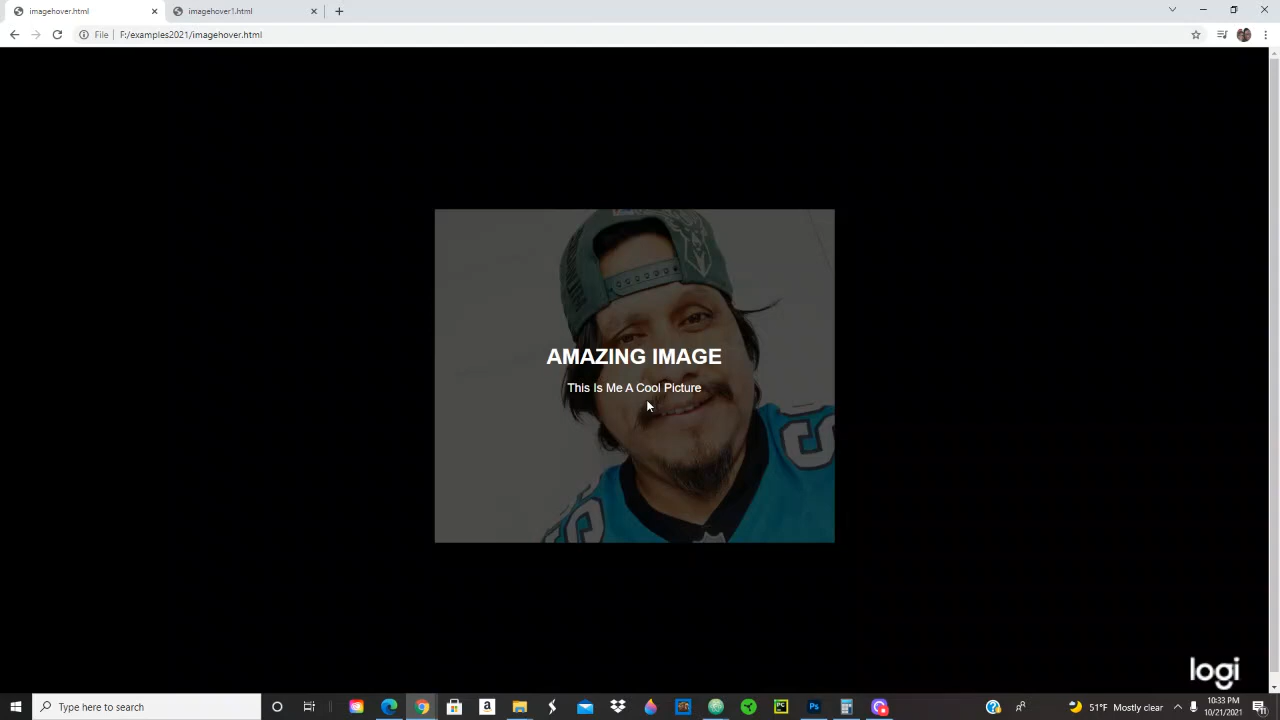 imagehover.html
imagehover1.html
File
F:/examples2021/imagehover.html
AMAZING IMAGE
This Is Me A Cool Picture
logi
Type here to search
51°F Mostly clear
10:33 PM
10/21/2021